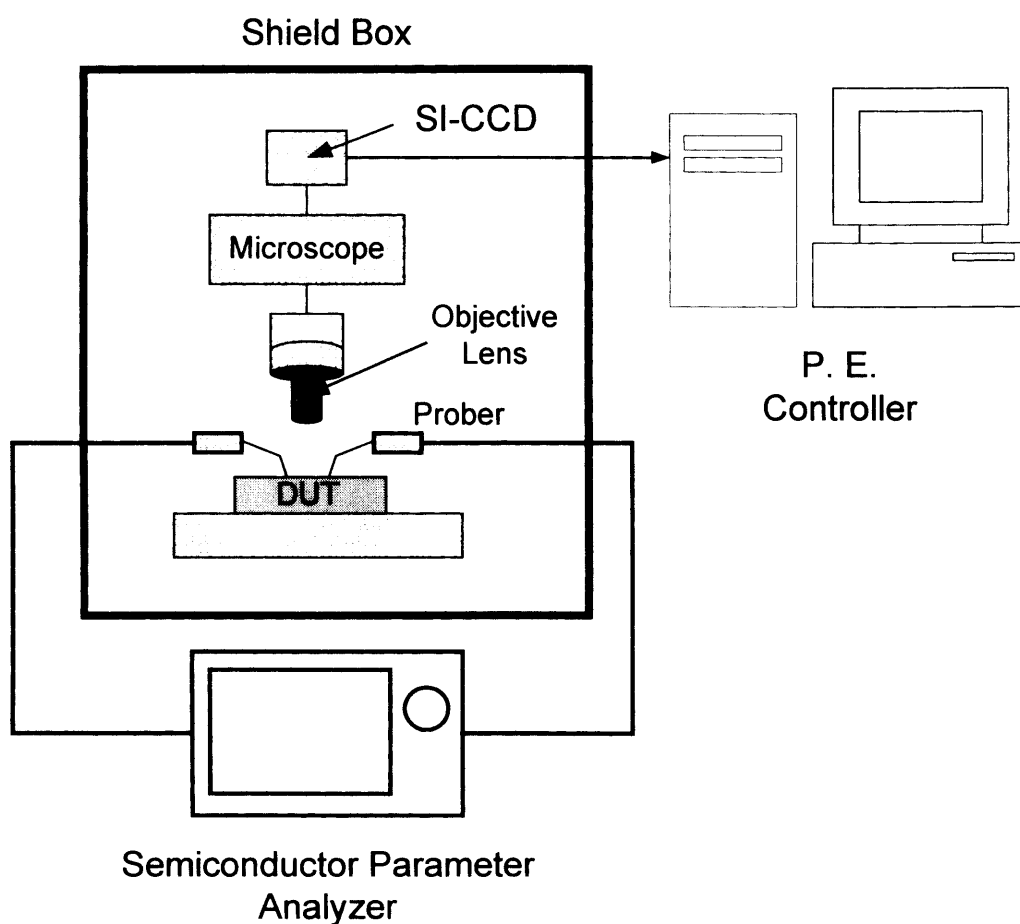 Shield Box
SI-CCD
Microscope
Objective
Lens
P. E.
Controller
Prober
DUT
Semiconductor Parameter
Analyzer